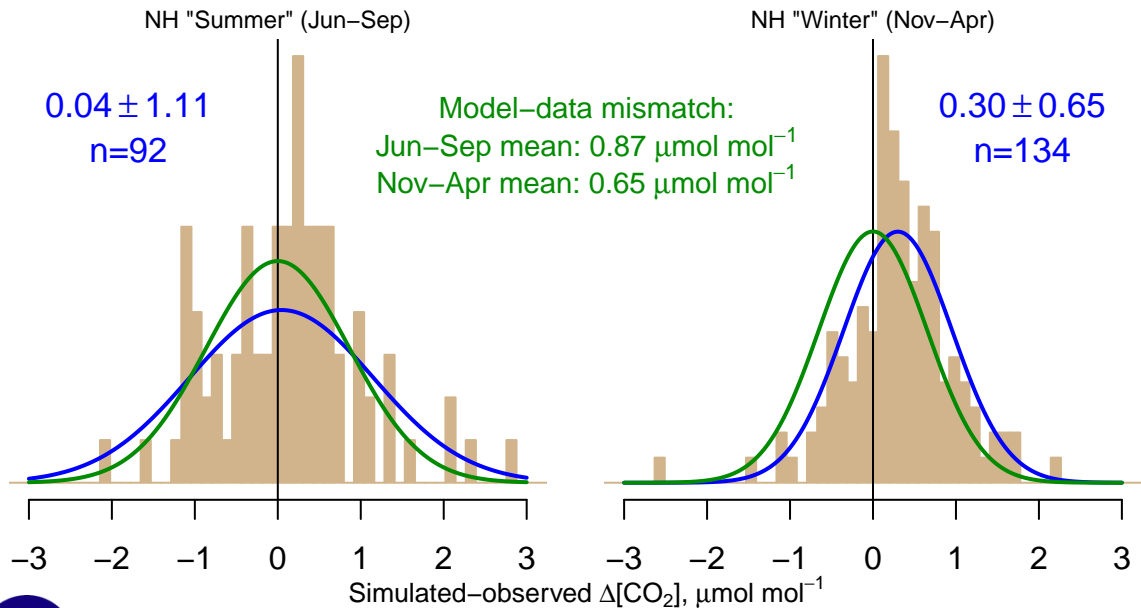 NH "Summer" (Jun−Sep)
0.04 ± 1.11
n=92
Model−data mismatch:
Jun−Sep mean: 0.87 μmol mol⁻¹
Nov−Apr mean: 0.65 μmol mol⁻¹
NH "Winter" (Nov−Apr)
0.30 ± 0.65
n=134
−3 −2 −1 0 1 2 3
−3 −2 −1 0 1 2 3
Simulated−observed Δ[CO₂], μmol mol⁻¹